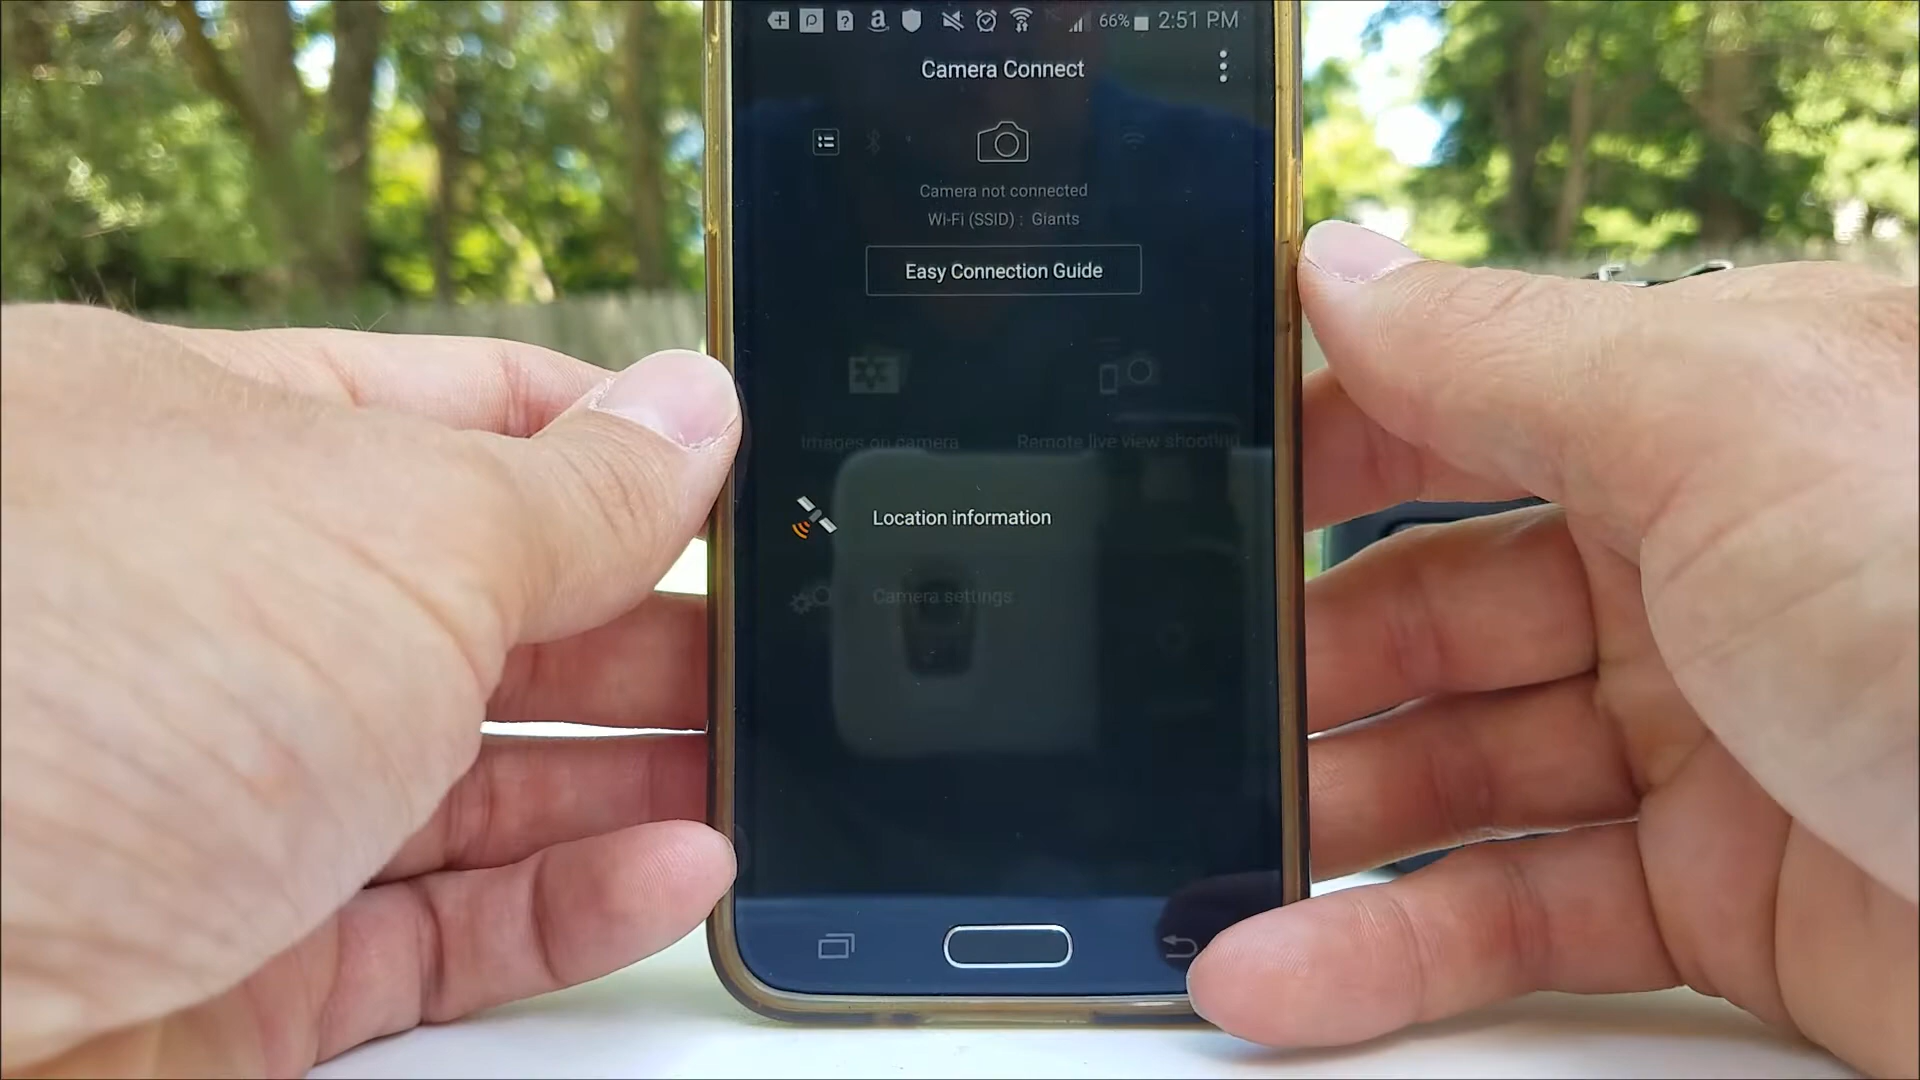 66% 2:51 PM
Camera Connect
Camera not connected
Wi-Fi (SSID) : Giants
Easy Connection Guide
Images on camera
Remote live view shooting
Location information
Camera settings